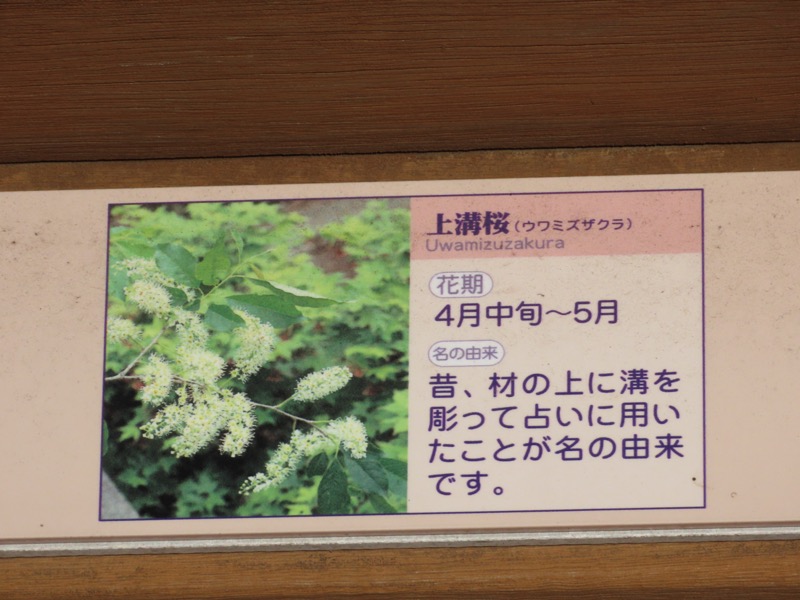 上溝桜(ウワミズザクラ)
Uwamizuzakura
花期
4月中旬～5月
名の由来
昔、材の上に溝を
彫って占いに用い
たことが名の由来
です。